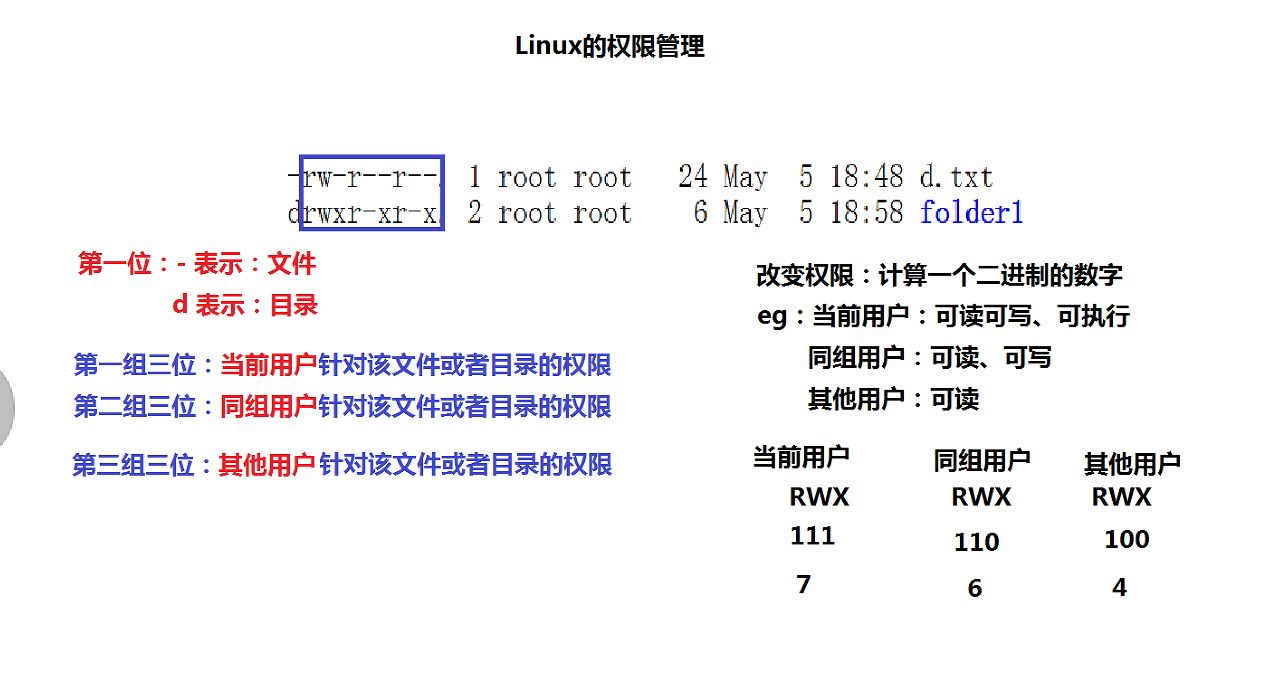 Linux的权限管理
-rw-r--r--. 1 root root 24 May 5 18:48 d.txt
drwxr-xr-x. 2 root root 6 May 5 18:58 folder1
第一位：- 表示：文件
d 表示：目录
第一组三位：当前用户针对该文件或者目录的权限
第二组三位：同组用户针对该文件或者目录的权限
第三组三位：其他用户针对该文件或者目录的权限
改变权限：计算一个二进制的数字
eg：当前用户：可读可写、可执行
同组用户：可读、可写
其他用户：可读
当前用户 同组用户 其他用户
RWX RWX RWX
111 110 100
7 6 4